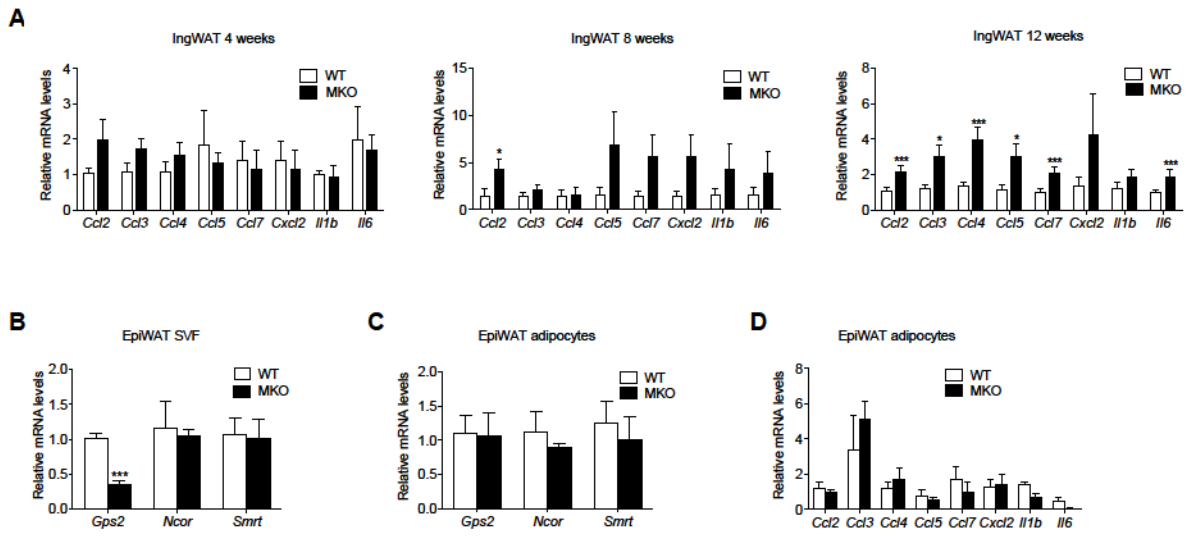 A
IngWAT 4 weeks
Relative mRNA levels
4
3
2
1
0
WT
MKO
Ccl2 Ccl3 Ccl4 Ccl5 Ccl7 Cxcl2 Il1b Il6
IngWAT 8 weeks
Relative mRNA levels
15
10
5
0
WT
MKO
*
Ccl2 Ccl3 Ccl4 Ccl5 Ccl7 Cxcl2 Il1b Il6
IngWAT 12 weeks
Relative mRNA levels
8
6
4
2
0
WT
MKO
*** * *** * *** ***
Ccl2 Ccl3 Ccl4 Ccl5 Ccl7 Cxcl2 Il1b Il6
B
EpiWAT SVF
Relative mRNA levels
2.0
1.5
1.0
0.5
0.0
WT
MKO
***
Gps2 Ncor Smrt
C
EpiWAT adipocytes
Relative mRNA levels
2.0
1.5
1.0
0.5
0.0
WT
MKO
Gps2 Ncor Smrt
D
EpiWAT adipocytes
Relative mRNA levels
8
6
4
2
0
WT
MKO
Ccl2 Ccl3 Ccl4 Ccl5 Ccl7 Cxcl2 Il1b Il6